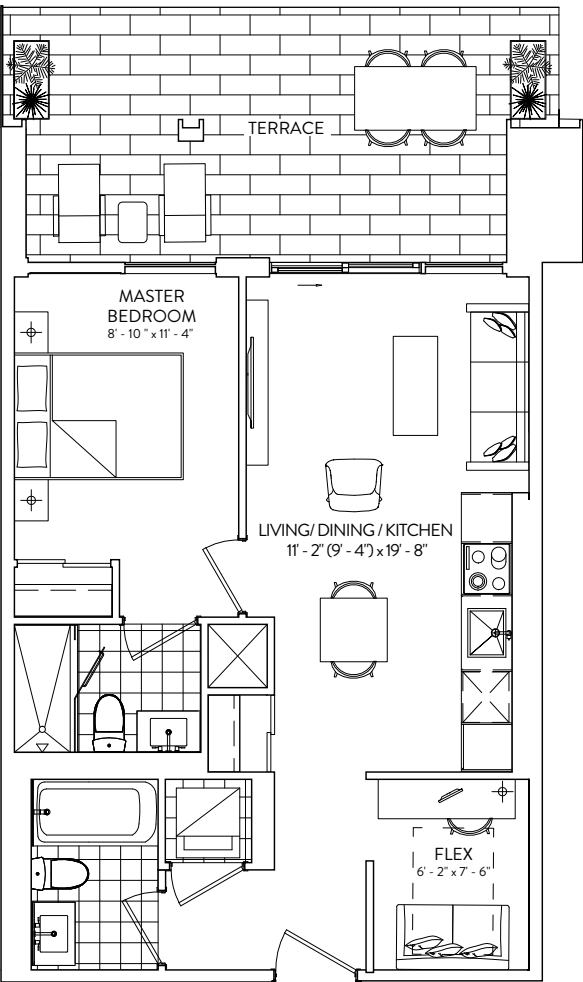 TERRACE
MASTER
BEDROOM
8' - 10 " x 11' - 4"
LIVING/ DINING / KITCHEN
11' - 2" (9' - 4") x 19' - 8"
FLEX
6' - 2" x 7' - 6"